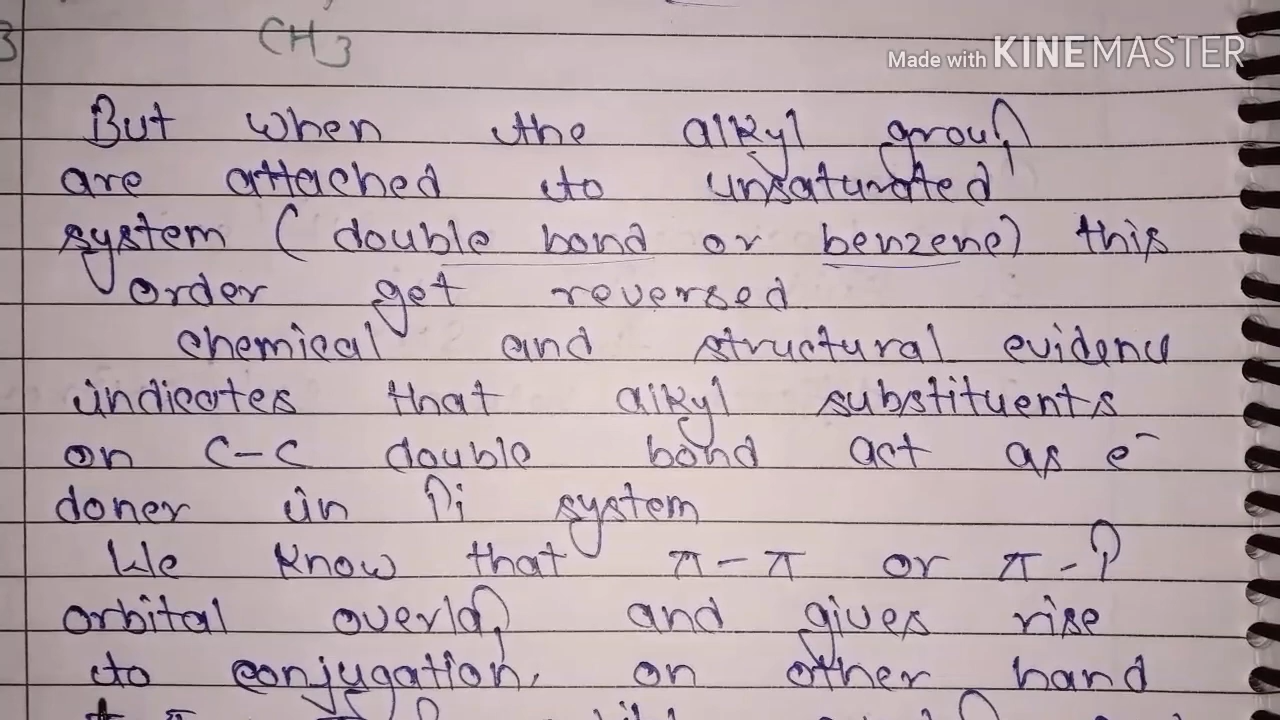 CH3
Made with KINEMASTER
But when the alkyl group
are attached to unsaturated
system (double bond or benzene) this
order get reversed
chemical and structural evidence
indicates that alkyl substituents
on C-C double bond act as e-
doner in Pi system
We know that π-π or π-P
orbital overlap and gives rise
to conjugation, on other hand